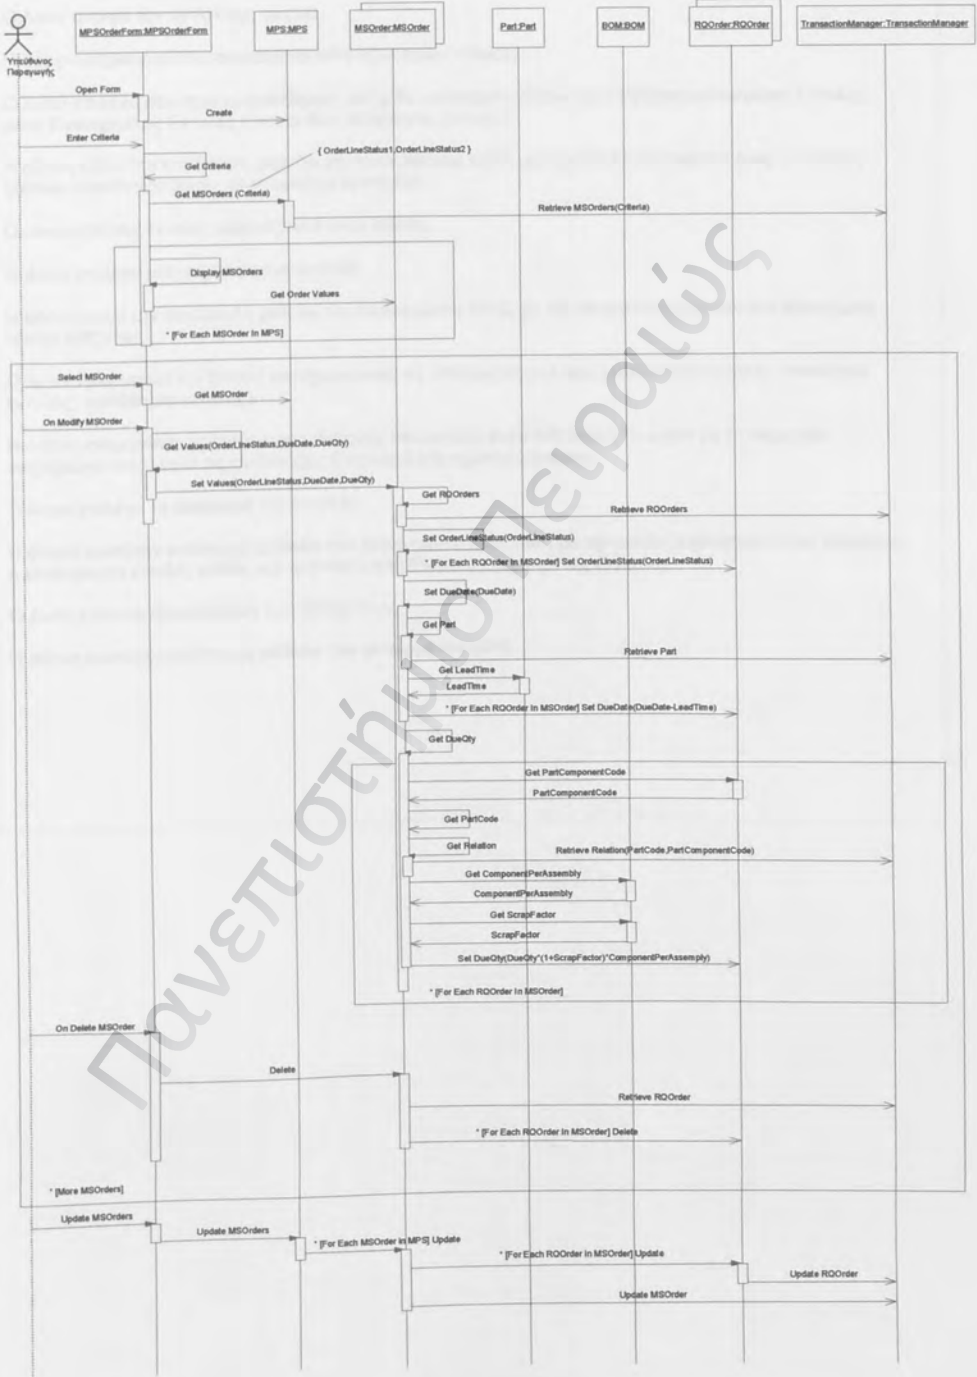 MPSOrderForm:MPSOrderForm
MPS:MPS
MSOrder:MSOrder
Part:Part
BOM:BOM
RQOrder:RQOrder
TransactionManager:TransactionManager
Υπεύθυνος
Παραγωγής
Open Form
Create
Enter Criteria
{ OrderLineStatus1,OrderLineStatus2 }
Get Criteria
Get MSOrders (Criteria)
Retrieve MSOrders(Criteria)
Display MSOrders
Get Order Values
* [For Each MSOrder In MPS]
Select MSOrder
Get MSOrder
On Modify MSOrder
Get Values(OrderLineStatus,DueDate,DueQty)
Set Values(OrderLineStatus,DueDate,DueQty)
Get RQOrders
Retrieve RQOrders
Set OrderLineStatus(OrderLineStatus)
* [For Each RQOrder In MSOrder] Set OrderLineStatus(OrderLineStatus)
Set DueDate(DueDate)
Get Part
Retrieve Part
Get LeadTime
LeadTime
* [For Each RQOrder In MSOrder] Set DueDate(DueDate-LeadTime)
Get DueQty
Get PartComponentCode
PartComponentCode
Get PartCode
Get Relation
Retrieve Relation(PartCode,PartComponentCode)
Get ComponentPerAssembly
ComponentPerAssembly
Get ScrapFactor
ScrapFactor
Set DueQty(DueQty*(1+ScrapFactor)*ComponentPerAssemply)
* [For Each RQOrder In MSOrder]
On Delete MSOrder
Delete
Retrieve RQOrder
* [For Each RQOrder In MSOrder] Delete
* [More MSOrders]
Update MSOrders
Update MSOrders
* [For Each MSOrder in MPS] Update
* [For Each RQOrder in MSOrder] Update
Update RQOrder
Update MSOrder
Πανεπιστήμιο Πειραιώς